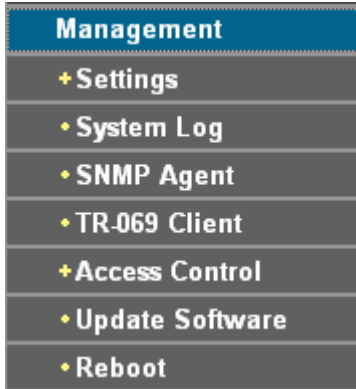 Management
+Settings
•System Log
•SNMP Agent
•TR-069 Client
+Access Control
•Update Software
•Reboot